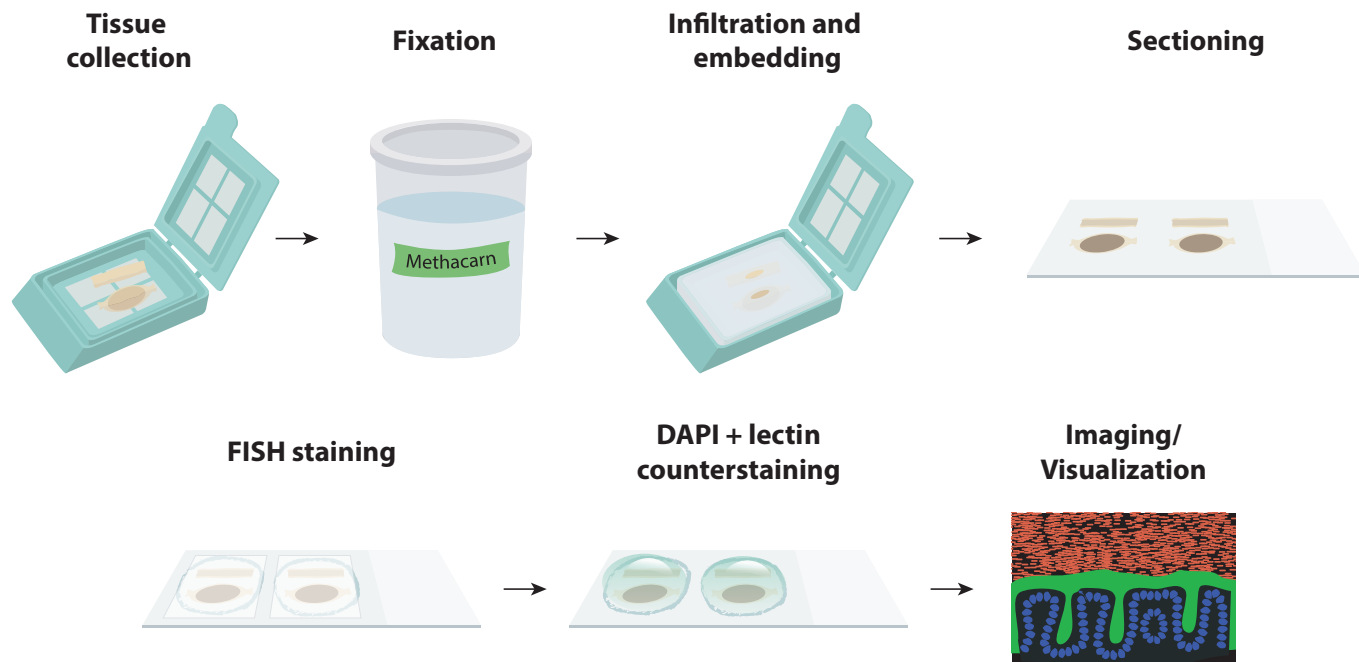 Tissue
collection
Fixation
Infiltration and
embedding
Sectioning
Methacarn
FISH staining
DAPI + lectin
counterstaining
Imaging/
Visualization